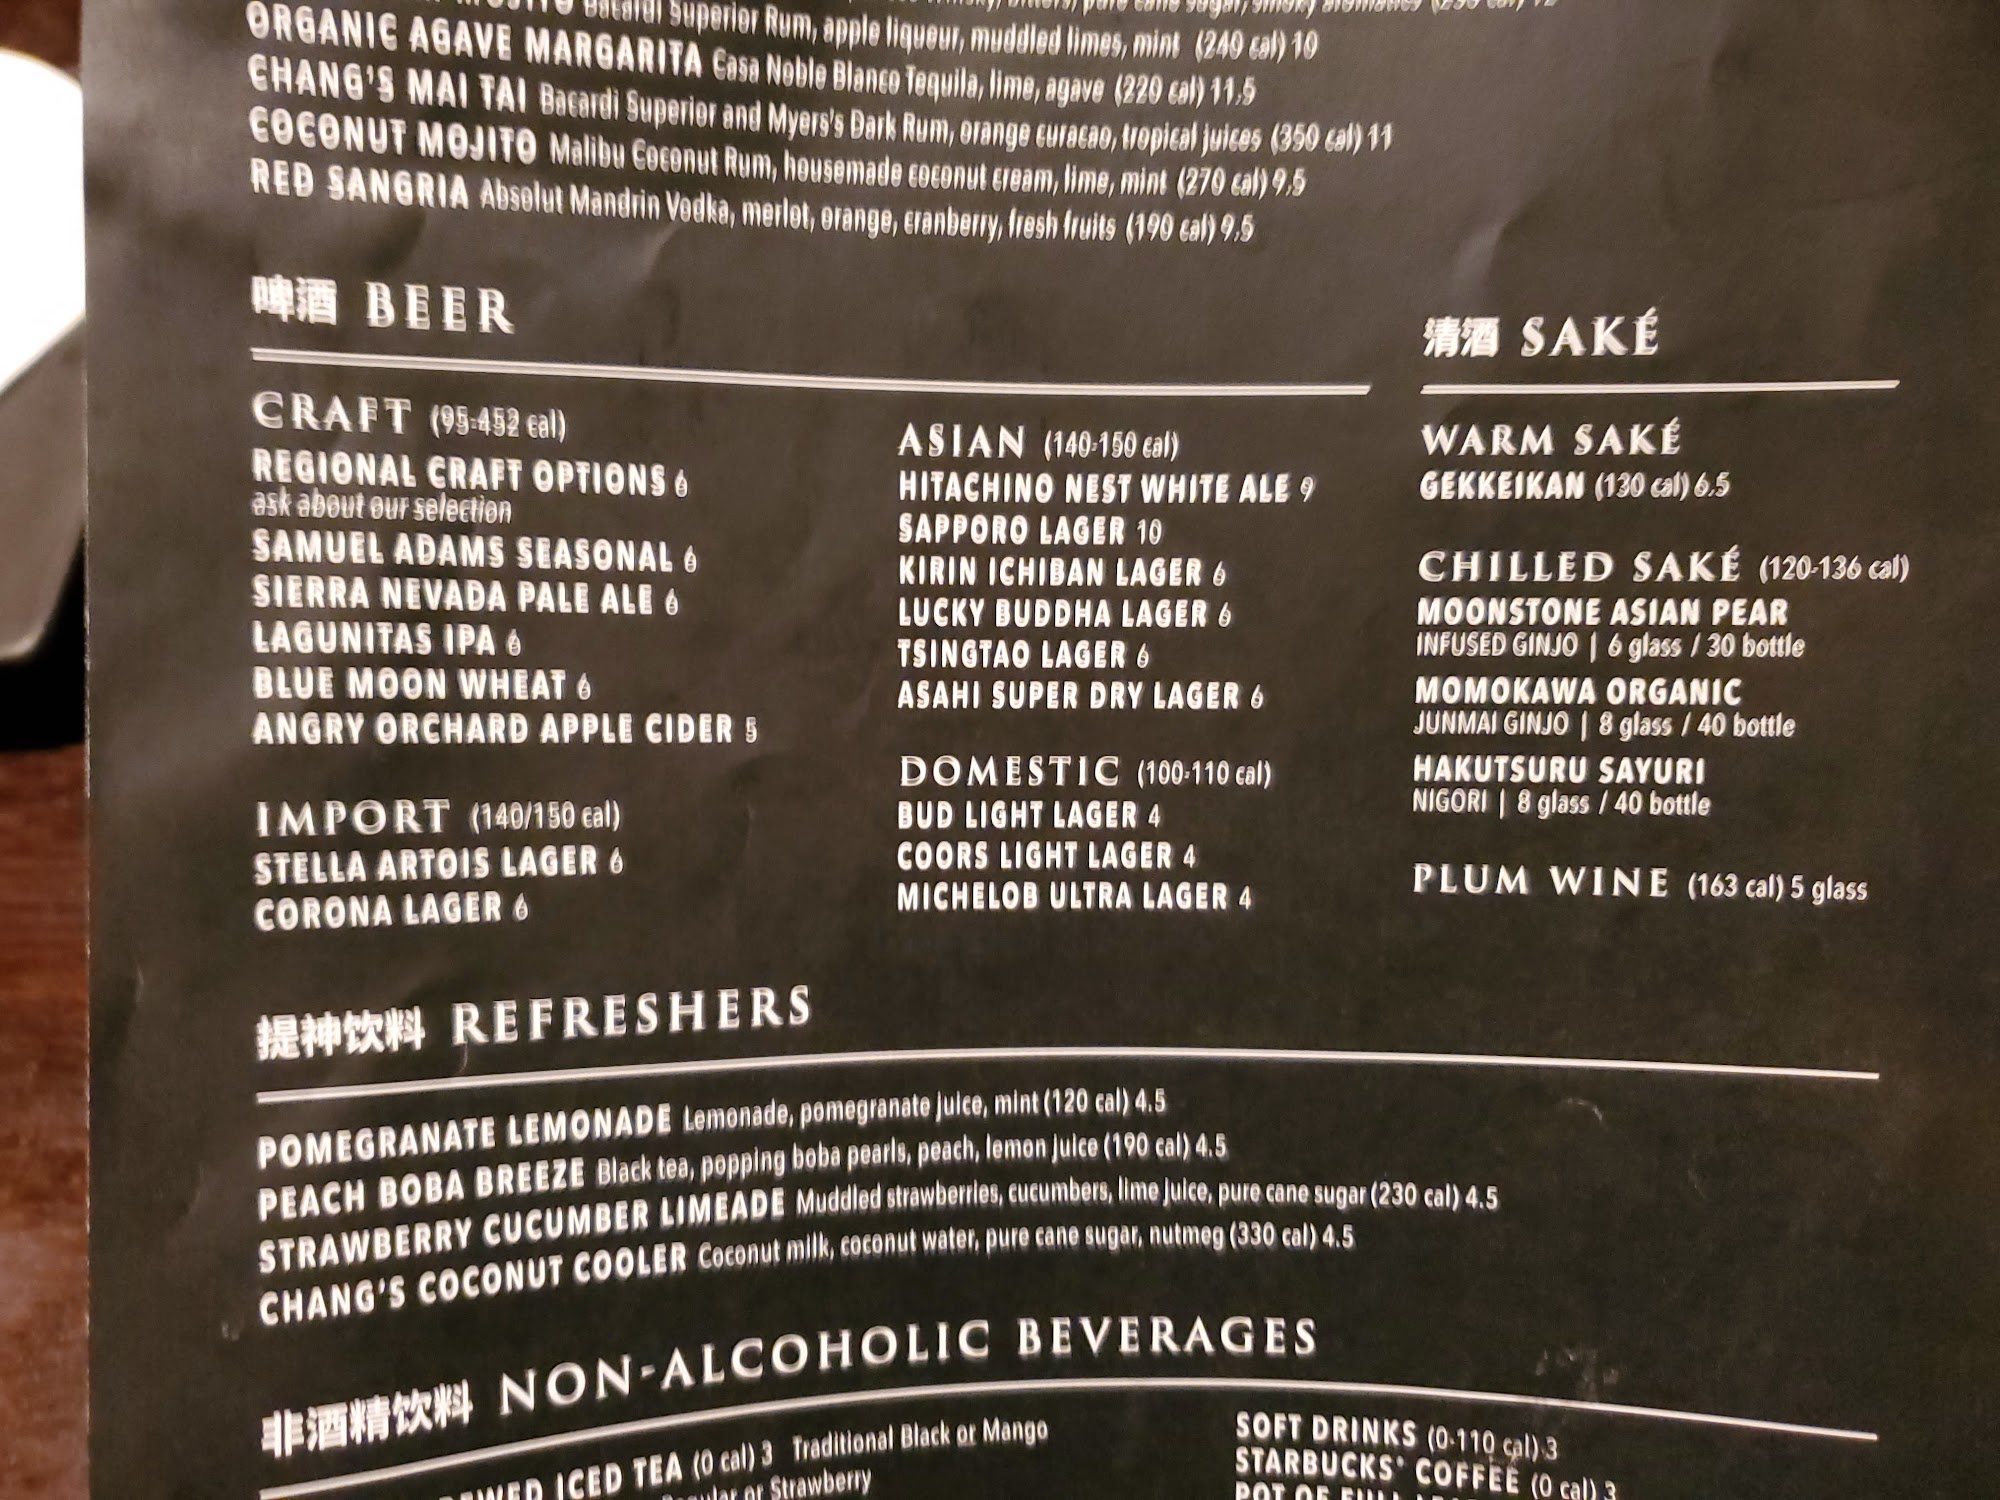 MOJITO Bacardi Superior Rum, apple liqueur, muddled limes, mint (240 cal) 10
ORGANIC AGAVE MARGARITA Casa Noble Blanco Tequila, lime, agave (220 cal) 11.5
CHANG'S MAI TAI Bacardi Superior and Myers's Dark Rum, orange curacao, tropical juices (350 cal) 11
COCONUT MOJITO Malibu Coconut Rum, housemade coconut cream, lime, mint (270 cal) 9.5
RED SANGRIA Absolut Mandrin Vodka, merlot, orange, cranberry, fresh fruits (190 cal) 9.5
啤酒 BEER
CRAFT (95-452 cal)
REGIONAL CRAFT OPTIONS 6
ask about our selection
SAMUEL ADAMS SEASONAL 6
SIERRA NEVADA PALE ALE 6
LAGUNITAS IPA 6
BLUE MOON WHEAT 6
ANGRY ORCHARD APPLE CIDER 5
IMPORT (140/150 cal)
STELLA ARTOIS LAGER 6
CORONA LAGER 6
ASIAN (140-150 cal)
HITACHINO NEST WHITE ALE 9
SAPPORO LAGER 10
KIRIN ICHIBAN LAGER 6
LUCKY BUDDHA LAGER 6
TSINGTAO LAGER 6
ASAHI SUPER DRY LAGER 6
DOMESTIC (100-110 cal)
BUD LIGHT LAGER 4
COORS LIGHT LAGER 4
MICHELOB ULTRA LAGER 4
清酒 SAKÉ
WARM SAKÉ
GEKKEIKAN (130 cal) 6.5
CHILLED SAKÉ (120-136 cal)
MOONSTONE ASIAN PEAR
INFUSED GINJO | 6 glass / 30 bottle
MOMOKAWA ORGANIC
JUNMAI GINJO | 8 glass / 40 bottle
HAKUTSURU SAYURI
NIGORI | 8 glass / 40 bottle
PLUM WINE (163 cal) 5 glass
提神饮料 REFRESHERS
POMEGRANATE LEMONADE Lemonade, pomegranate juice, mint (120 cal) 4.5
PEACH BOBA BREEZE Black tea, popping boba pearls, peach, lemon juice (190 cal) 4.5
STRAWBERRY CUCUMBER LIMEADE Muddled strawberries, cucumbers, lime juice, pure cane sugar (230 cal) 4.5
CHANG'S COCONUT COOLER Coconut milk, coconut water, pure cane sugar, nutmeg (330 cal) 4.5
非酒精饮料 NON-ALCOHOLIC BEVERAGES
ICED TEA (0 cal) 3 Traditional Black or Mango
or Strawberry
SOFT DRINKS (0-110 cal) 3
STARBUCKS® COFFEE (0 cal) 3
POT OF